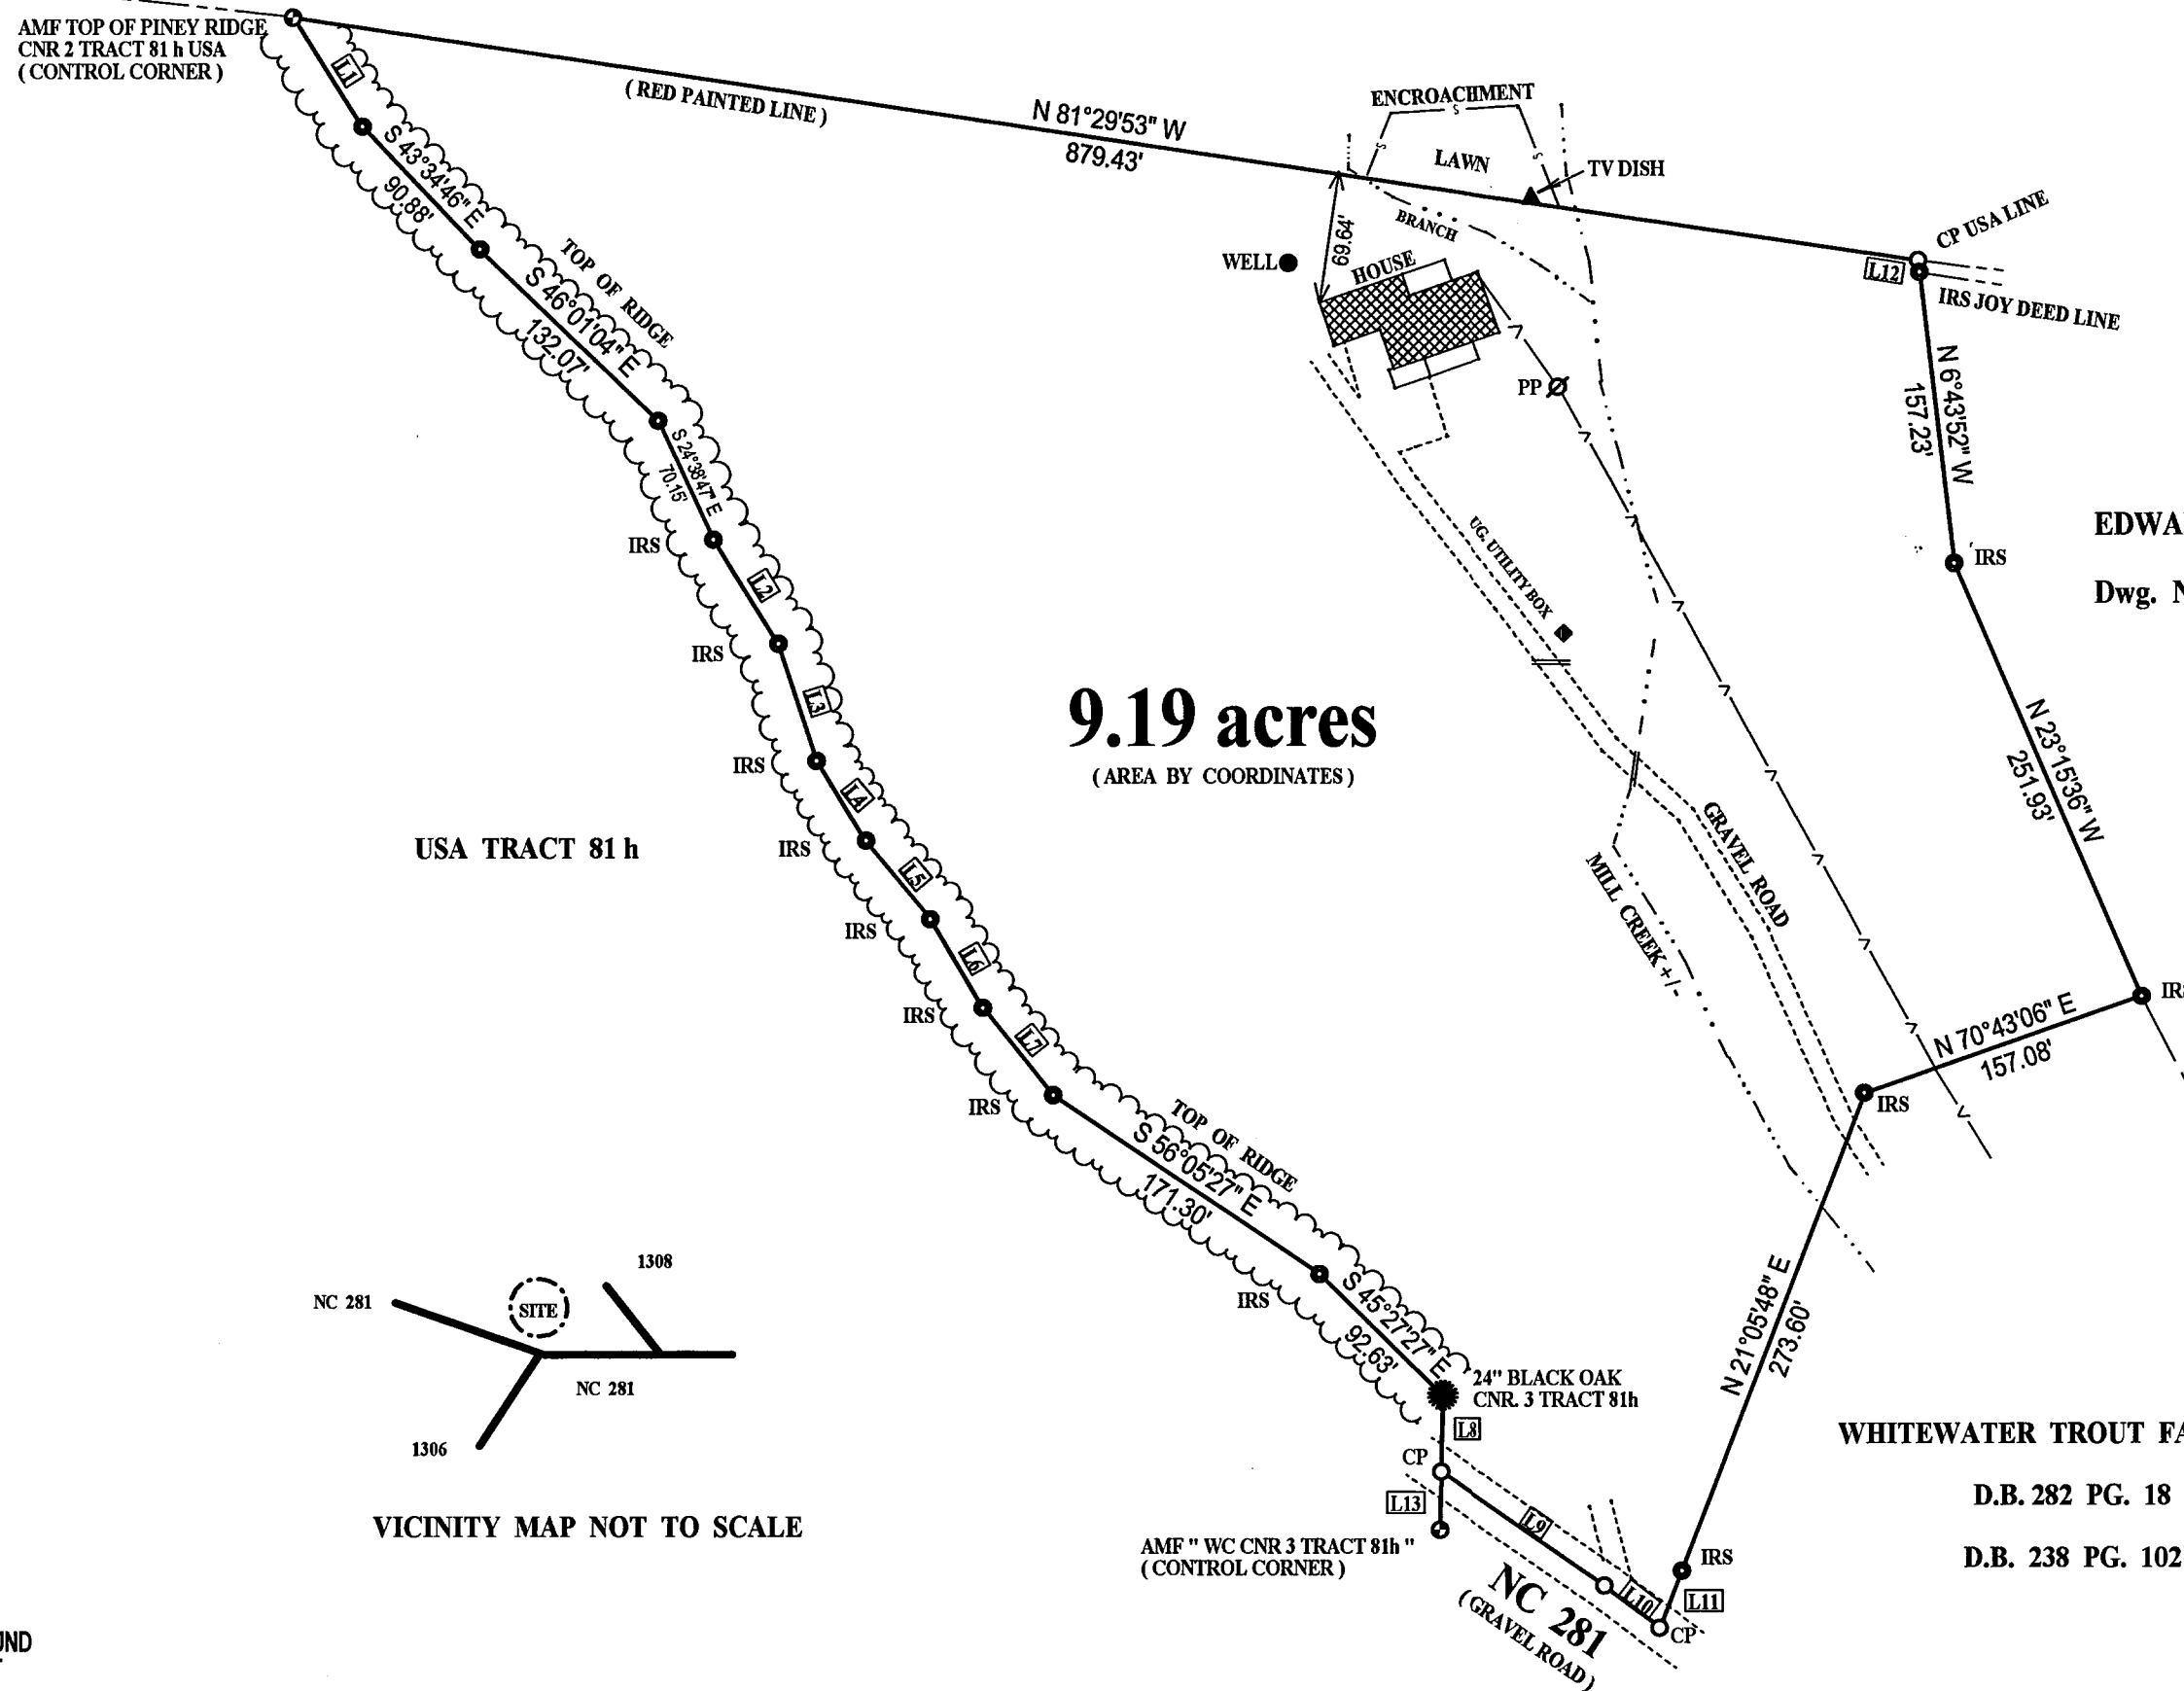 AMF TOP OF PINEY RIDGE
CNR 2 TRACT 81 h USA
( CONTROL CORNER )
L1
( RED PAINTED LINE )
N 81°29'53" W
879.43'
ENCROACHMENT
S
S
S
LAWN
TV DISH
BRANCH
69.64'
WELL
HOUSE
PP
CP USA LINE
L12
IRS JOY DEED LINE
N 6°43'52" W
157.23'
IRS
S 43°34'46" E
90.88'
TOP OF RIDGE
S 46°01'04" E
132.07'
S 24°38'47" E
70.15'
IRS
L2
IRS
L3
IRS
L4
IRS
L5
IRS
L6
IRS
L7
IRS
UG. UTILITY BOX
EDWA
Dwg. N
9.19 acres
( AREA BY COORDINATES )
N 23°15'36" W
251.93'
GRAVEL ROAD
MILL CREEK +/-
USA TRACT 81 h
N 70°43'06" E
157.08'
IRS
IRS
TOP OF RIDGE
S 56°05'27" E
171.30'
IRS
S 45°27'27" E
92.63'
N 21°05'48" E
273.60'
24" BLACK OAK
CNR. 3 TRACT 81h
L8
CP
L13
AMF " WC CNR 3 TRACT 81h "
( CONTROL CORNER )
L9
L10
IRS
L11
CP
NC 281
( GRAVEL ROAD )
WHITEWATER TROUT FA
D.B. 282 PG. 18
D.B. 238 PG. 102
1308
NC 281
SITE
NC 281
1306
VICINITY MAP NOT TO SCALE
UND